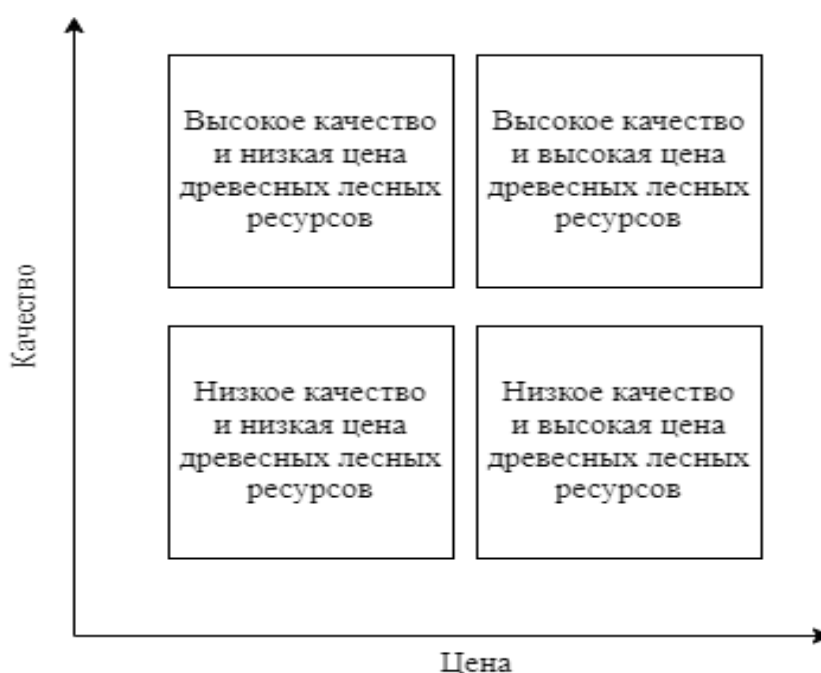 Высокое качество
и низкая цена
древесных лесных
ресурсов
Высокое качество
и высокая цена
древесных лесных
ресурсов
Качество
Низкое качество
и низкая цена
древесных лесных
ресурсов
Низкое качество
и высокая цена
древесных лесных
ресурсов
Цена